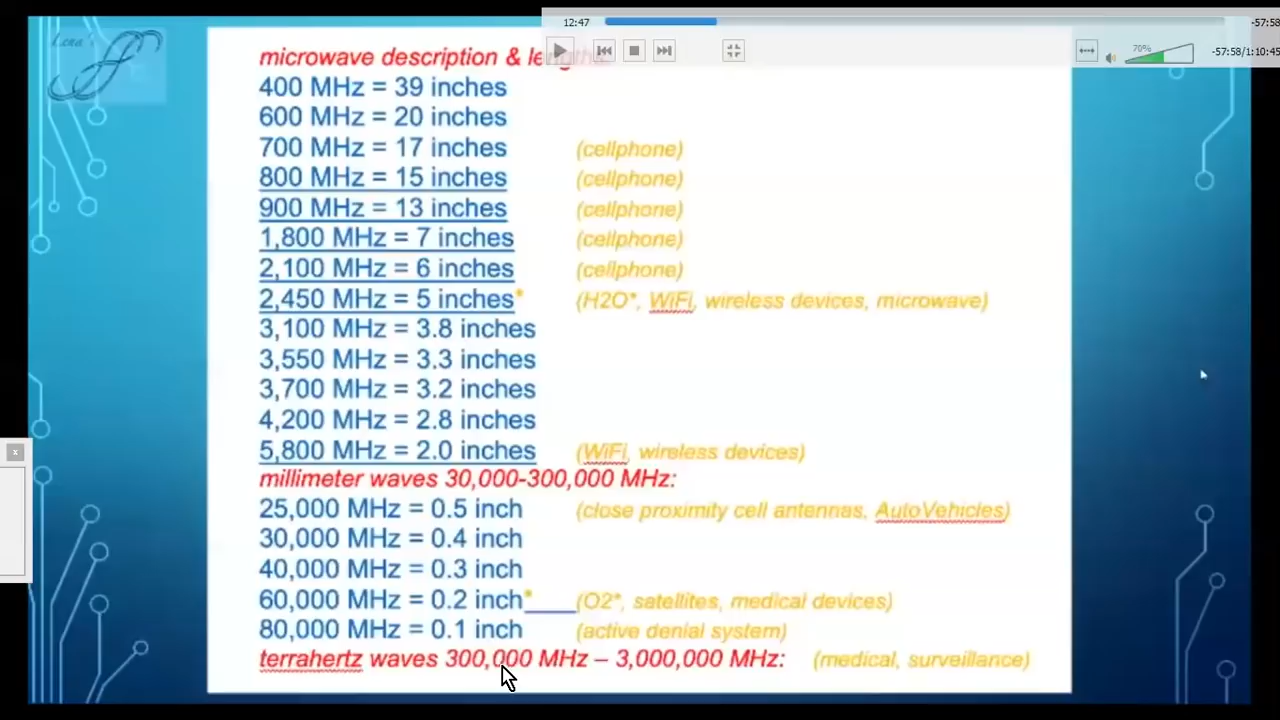 12:47
-57:58
Lena's
microwave description & lengths
70%
-57:58/1:10:45
400 MHz = 39 inches
600 MHz = 20 inches
700 MHz = 17 inches (cellphone)
800 MHz = 15 inches (cellphone)
900 MHz = 13 inches (cellphone)
1,800 MHz = 7 inches (cellphone)
2,100 MHz = 6 inches (cellphone)
2,450 MHz = 5 inches* (H2O*, WiFi, wireless devices, microwave)
3,100 MHz = 3.8 inches
3,550 MHz = 3.3 inches
3,700 MHz = 3.2 inches
4,200 MHz = 2.8 inches
5,800 MHz = 2.0 inches (WiFi, wireless devices)
millimeter waves 30,000-300,000 MHz:
25,000 MHz = 0.5 inch (close proximity cell antennas, AutoVehicles)
30,000 MHz = 0.4 inch
40,000 MHz = 0.3 inch
60,000 MHz = 0.2 inch* (O2*, satellites, medical devices)
80,000 MHz = 0.1 inch (active denial system)
terrahertz waves 300,000 MHz – 3,000,000 MHz: (medical, surveillance)